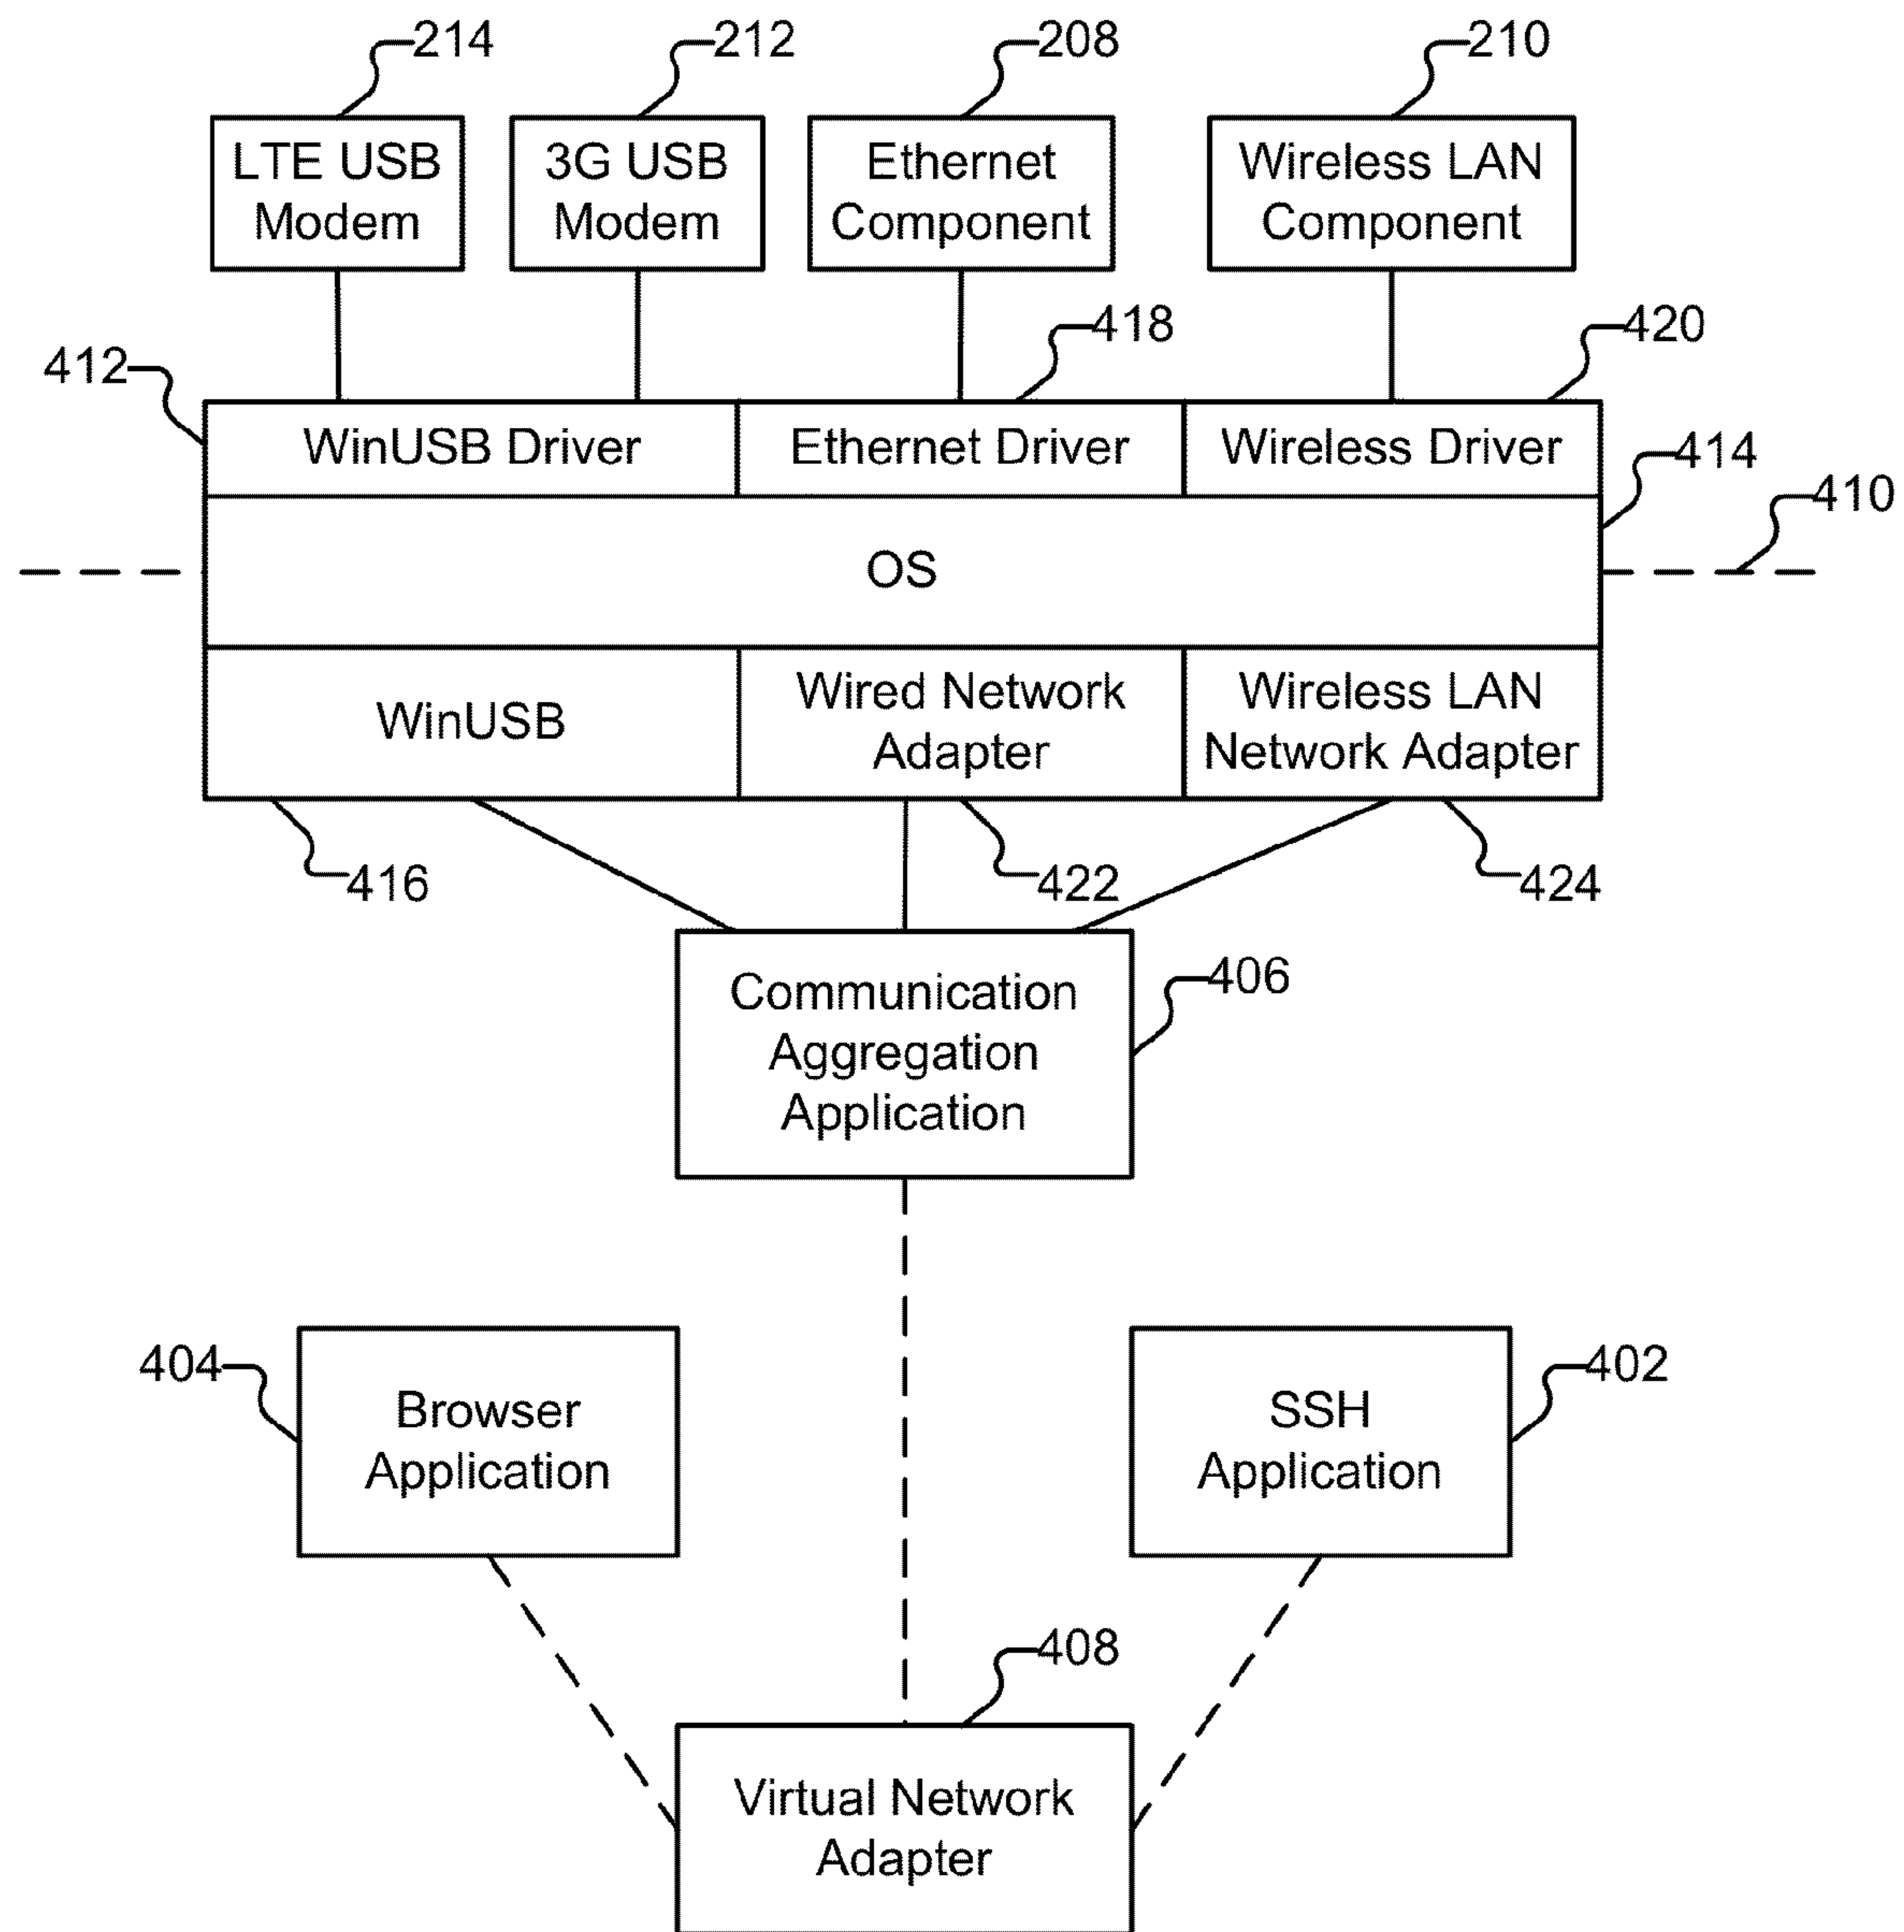 214
212
208
210
LTE USB
Modem
3G USB
Modem
Ethernet
Component
Wireless LAN
Component
418
420
412
WinUSB Driver
Ethernet Driver
Wireless Driver
414
410
OS
WinUSB
Wired Network
Adapter
Wireless LAN
Network Adapter
416
422
424
Communication
Aggregation
Application
406
404
Browser
Application
SSH
Application
402
408
Virtual Network
Adapter